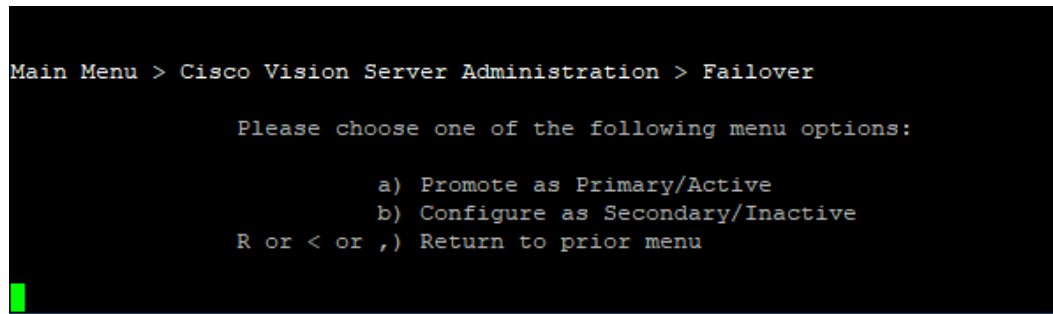 Main Menu > Cisco Vision Server Administration > Failover
Please choose one of the following menu options:
a) Promote as Primary/Active
b) Configure as Secondary/Inactive
R or < or ,) Return to prior menu